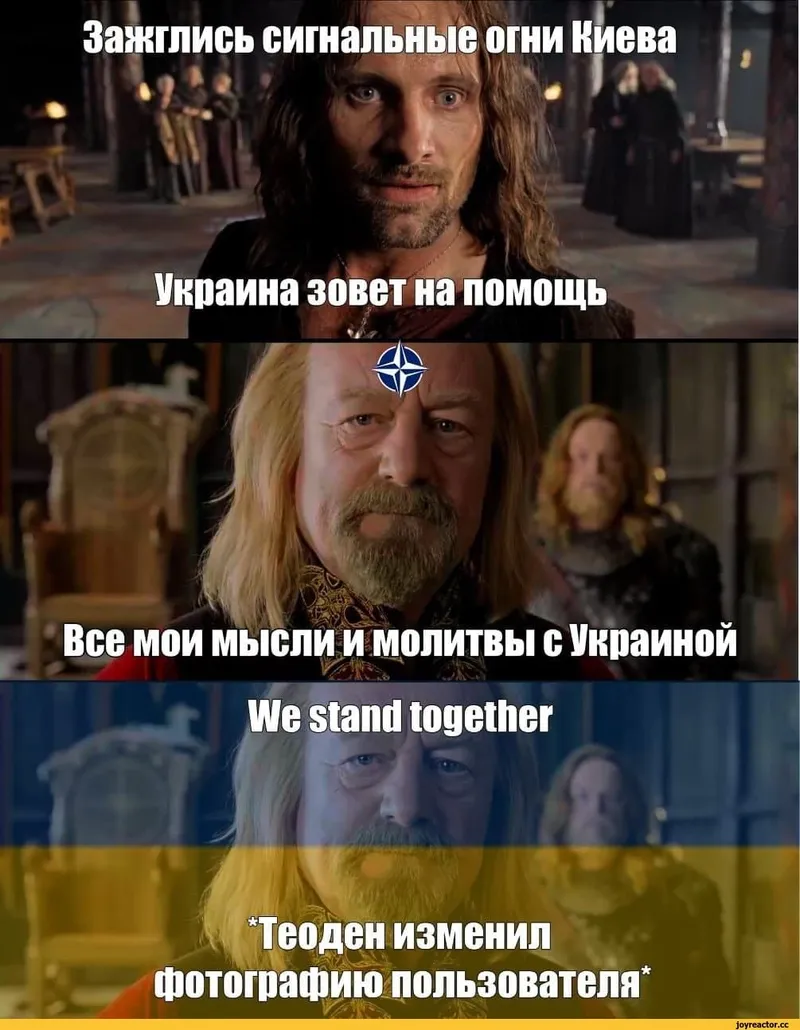 Зажглись сигнальные огни Киева
Украина зовет на помощь
Все мои мысли и молитвы с Украиной
We stand together
*Теоден изменил
фотографию пользователя*
joyreactor.cc